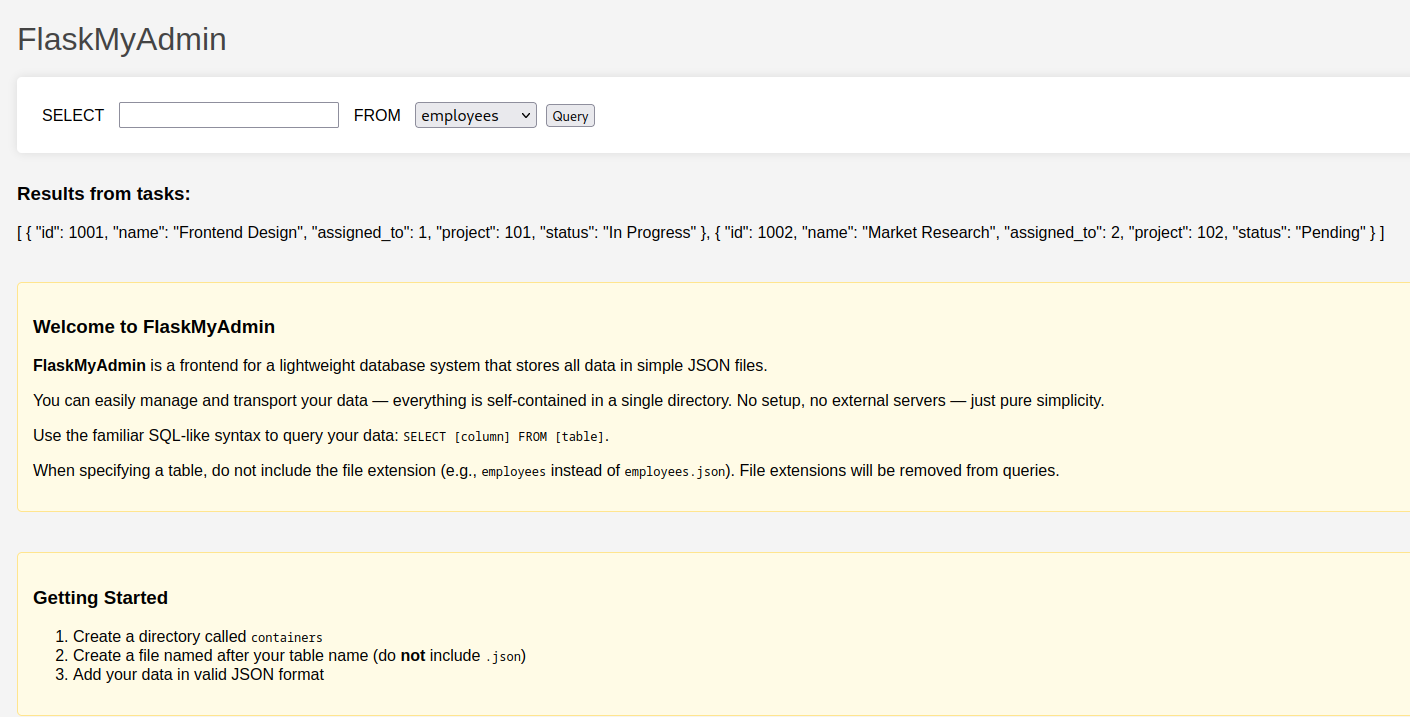 FlaskMyAdmin
SELECT FROM employees Query
Results from tasks:
[ { "id": 1001, "name": "Frontend Design", "assigned_to": 1, "project": 101, "status": "In Progress" }, { "id": 1002, "name": "Market Research", "assigned_to": 2, "project": 102, "status": "Pending" } ]
Welcome to FlaskMyAdmin
FlaskMyAdmin is a frontend for a lightweight database system that stores all data in simple JSON files.
You can easily manage and transport your data — everything is self-contained in a single directory. No setup, no external servers — just pure simplicity.
Use the familiar SQL-like syntax to query your data: SELECT [column] FROM [table].
When specifying a table, do not include the file extension (e.g., employees instead of employees.json). File extensions will be removed from queries.
Getting Started
1. Create a directory called containers
2. Create a file named after your table name (do not include .json)
3. Add your data in valid JSON format